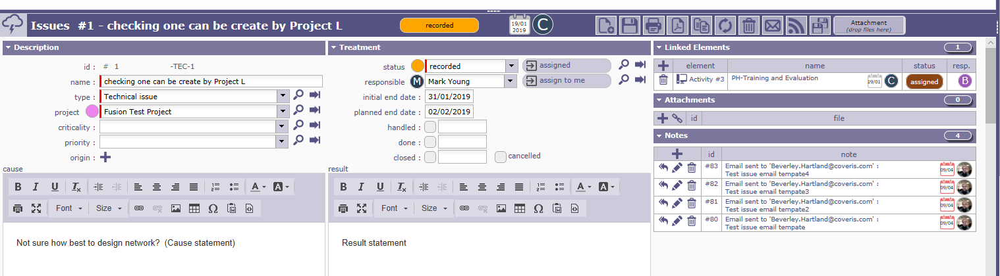 Issues #1 - checking one can be create by Project L
recorded
19/01
2019
C
Attachment
(drop files here)
Description
id : # 1 -TEC-1
name : checking one can be create by Project L
type : Technical issue
project Fusion Test Project
criticality :
priority :
origin :
cause
B I U Ix
A A
Font Size
Not sure how best to design network? (Cause statement)
Treatment
status recorded assigned
responsible M Mark Young assign to me
initial end date : 31/01/2019
planned end date : 02/02/2019
handled :
done :
closed : cancelled
result
B I U Ix
A A
Font Size
Result statement
Linked Elements 1
element name status resp.
Activity #3 PH-Training and Evaluation 19/01 C assigned B
Attachments 0
id file
Notes 4
id note
#83 Email sent to 'Beverley.Hartland@coveris.com' : 09/04
Test issue email tempate4
#82 Email sent to 'Beverley.Hartland@coveris.com' : 09/04
Test issue email tempate3
#81 Email sent to 'Beverley.Hartland@coveris.com' : 09/04
Test issue email tempate2
#80 Email sent to 'Beverley.Hartland@coveris.com' : 09/04
Test issue email tempate